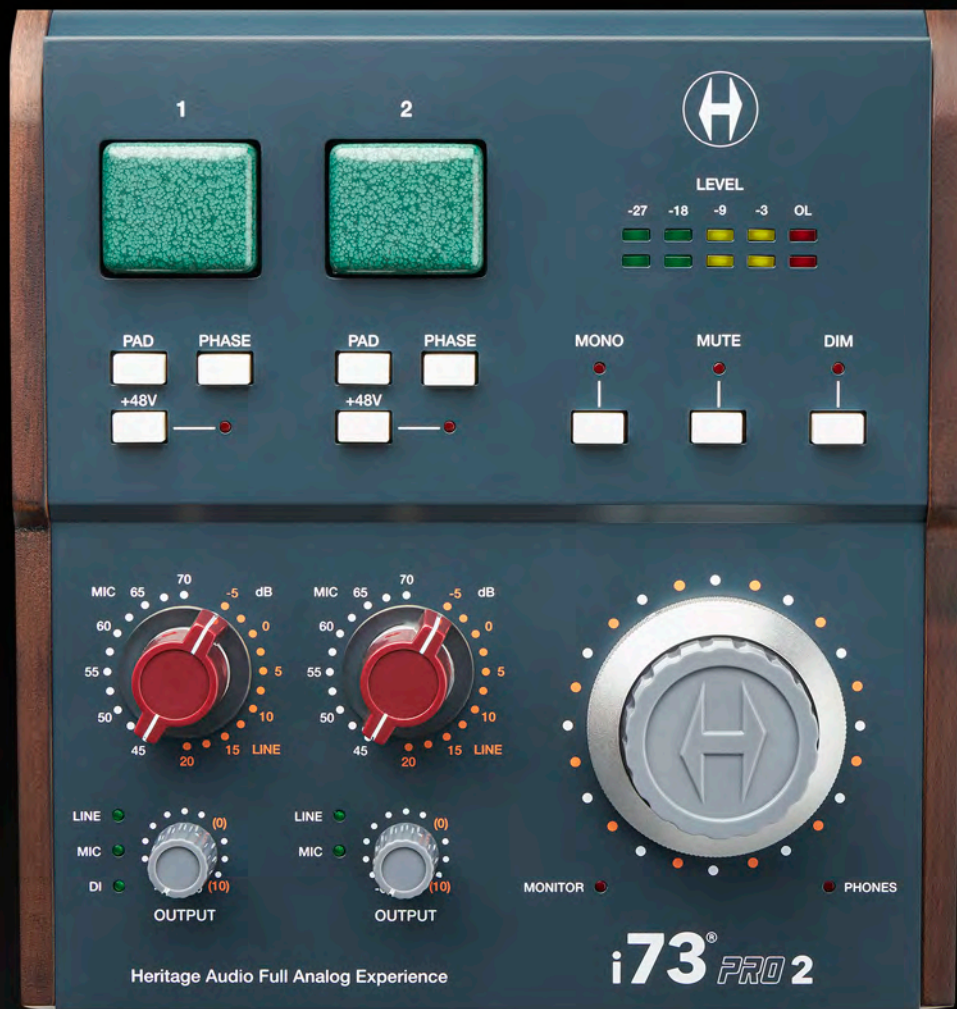 1 2
LEVEL
-27 -18 -9 -3 OL
PAD PHASE PAD PHASE MONO MUTE DIM
+48V +48V
MIC 65 70 -5 dB MIC 65 70 -5 dB
60 0 60 0
55 5 55 5
50 10 50 10
45 20 15 LINE 45 20 15 LINE
LINE (0) LINE (0)
MIC MIC
DI (10) (10)
OUTPUT OUTPUT
MONITOR PHONES
Heritage Audio Full Analog Experience
i73® PRO 2